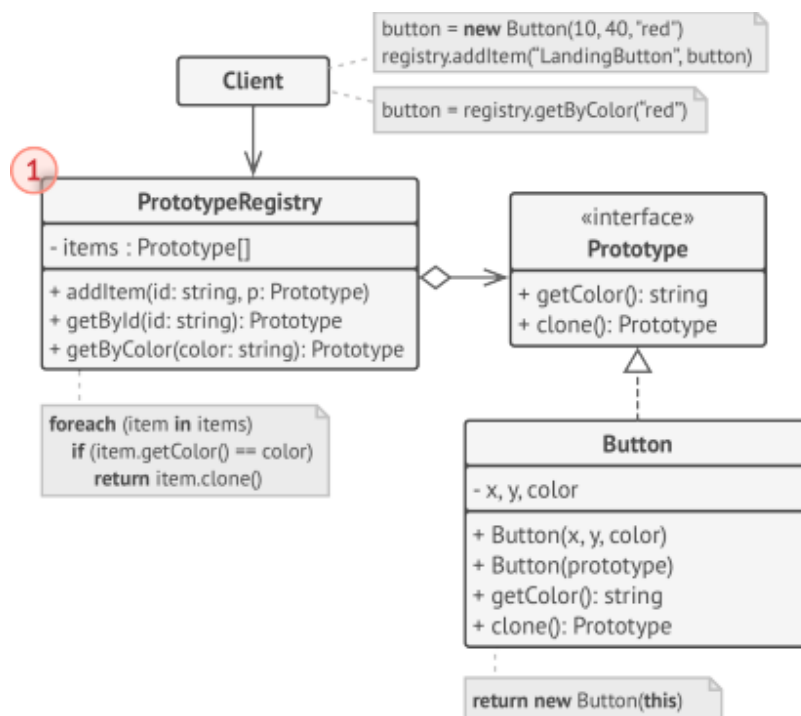 button = new Button(10, 40, "red")
registry.addItem(“LandingButton”, button)
Client
button = registry.getByColor(“red”)
1
PrototypeRegistry
- items : Prototype[]
+ addItem(id: string, p: Prototype)
+ getById(id: string): Prototype
+ getByColor(color: string): Prototype
foreach (item in items)
if (item.getColor() == color)
return item.clone()
«interface»
Prototype
+ getColor(): string
+ clone(): Prototype
Button
- x, y, color
+ Button(x, y, color)
+ Button(prototype)
+ getColor(): string
+ clone(): Prototype
return new Button(this)